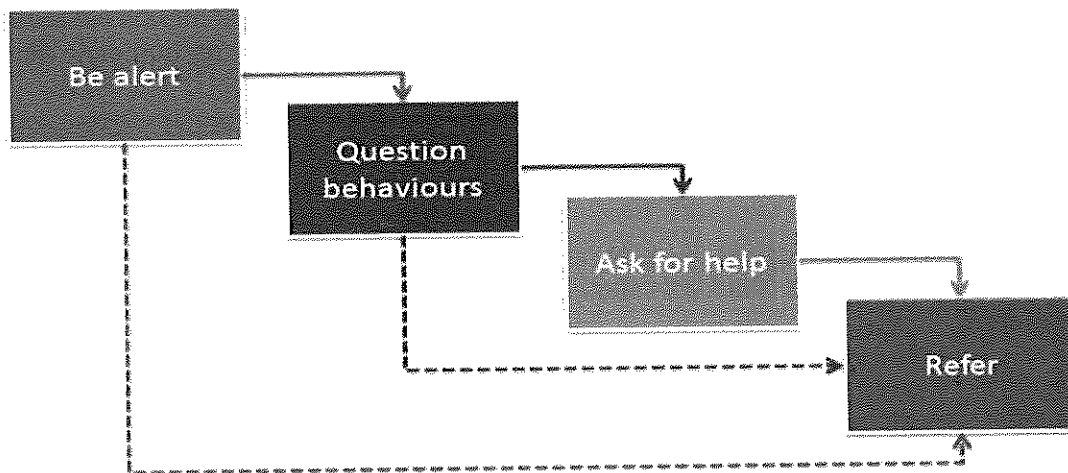 Be alert
Question
behaviours
Ask for help
Refer